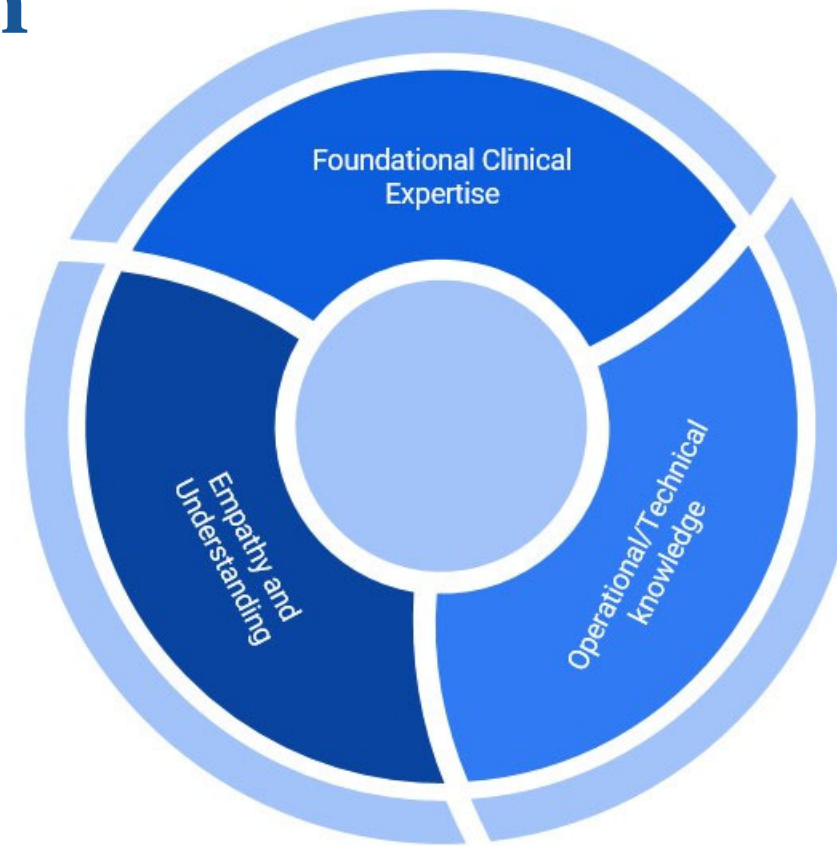 Foundational Clinical
Expertise
Operational/Technical
knowledge
Empathy and
Understanding